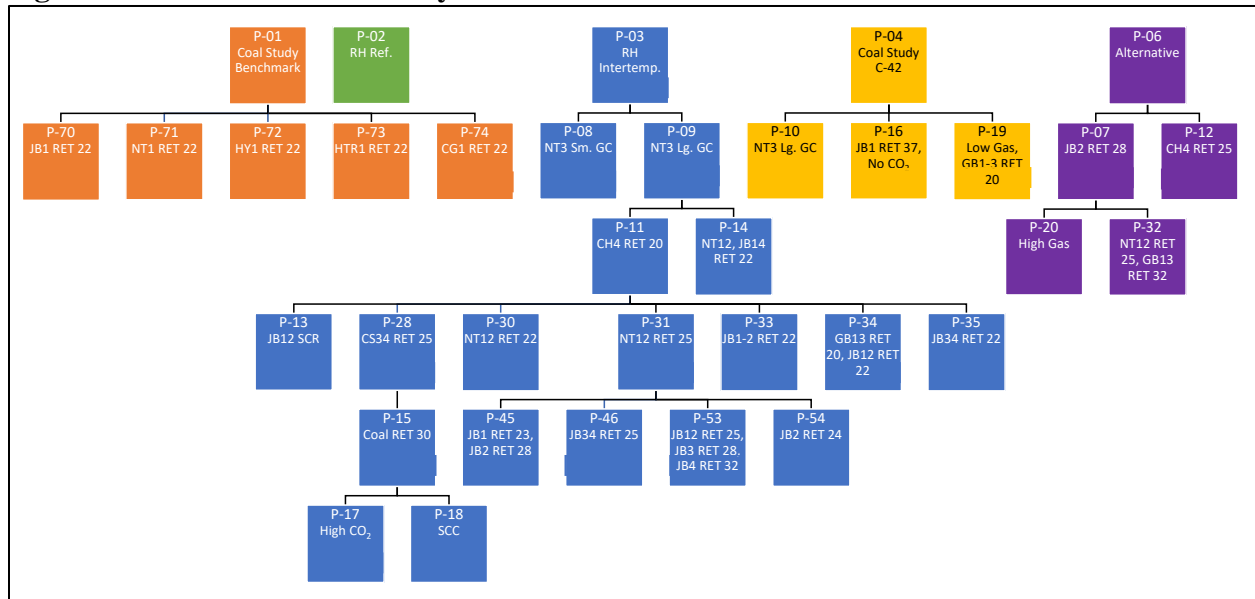 P-01
Coal Study
Benchmark
P-02
RH Ref.
P-03
RH
Intertemp.
P-04
Coal Study
C-42
P-06
Alternative
P-70
JB1 RET 22
P-71
NT1 RET 22
P-72
HY1 RET 22
P-73
HTR1 RET 22
P-74
CG1 RET 22
P-08
NT3 Sm. GC
P-09
NT3 Lg. GC
P-10
NT3 Lg. GC
P-16
JB1 RET 37,
No CO₂
P-19
Low Gas,
GB1-3 RET
20
P-07
JB2 RET 28
P-12
CH4 RET 25
P-11
CH4 RET 20
P-14
NT12, JB14
RET 22
P-20
High Gas
P-32
NT12 RET
25, GB13
RET 32
P-13
JB12 SCR
P-28
CS34 RET 25
P-30
NT12 RET 22
P-31
NT12 RET 25
P-33
JB1-2 RET 22
P-34
GB13 RET
20, JB12 RET
22
P-35
JB34 RET 22
P-15
Coal RET 30
P-45
JB1 RET 23,
JB2 RET 28
P-46
JB34 RET 25
P-53
JB12 RET 25,
JB3 RET 28.
JB4 RET 32
P-54
JB2 RET 24
P-17
High CO₂
P-18
SCC